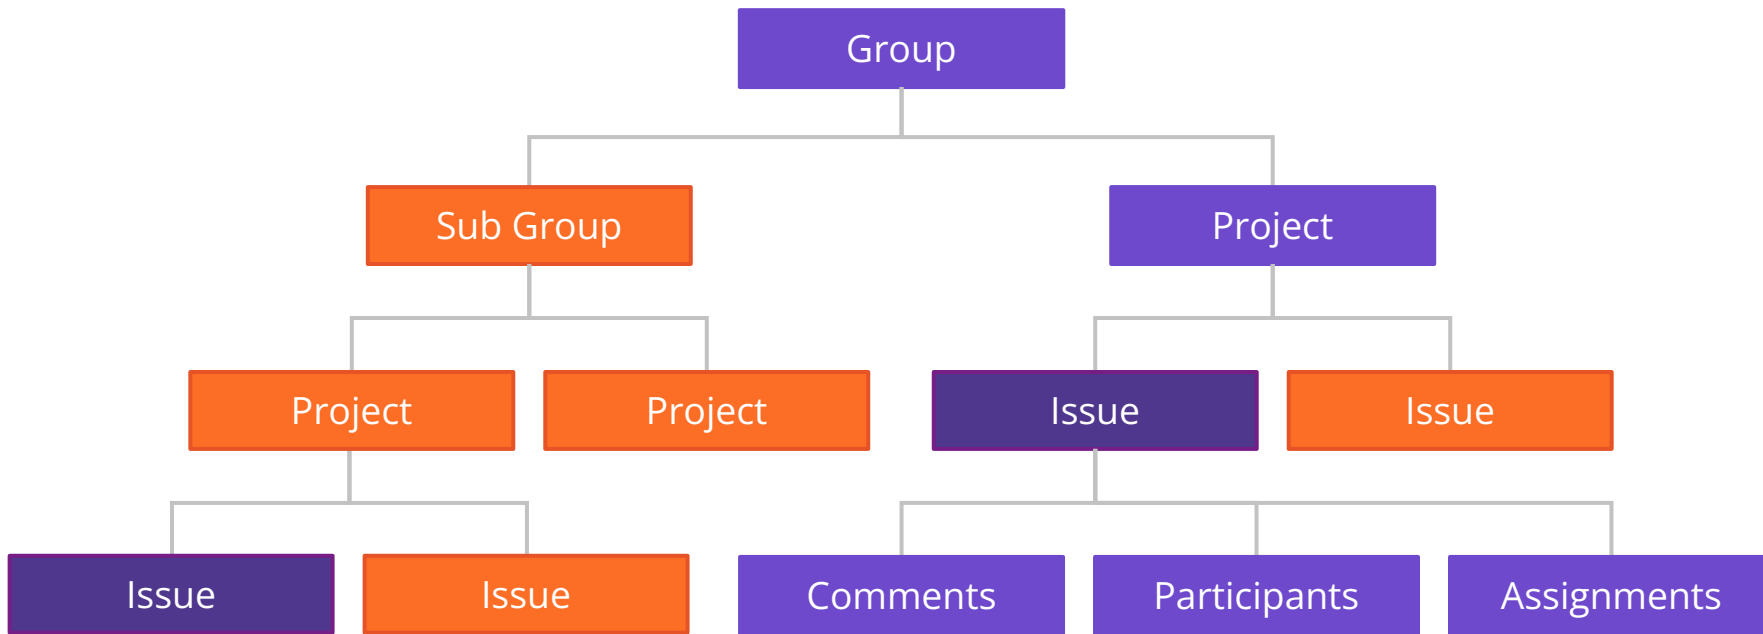 Group
Sub Group
Project
Project
Project
Issue
Issue
Issue
Issue
Comments
Participants
Assignments